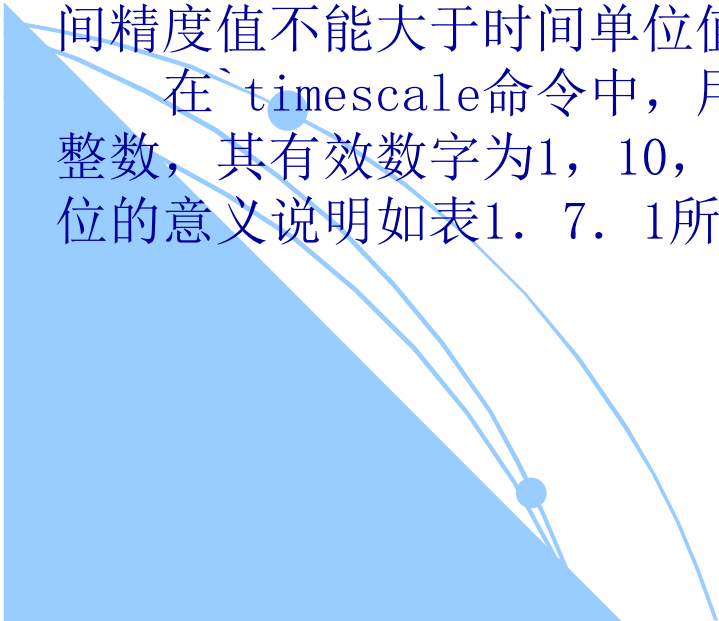 间精度值不能大于时间单位值
在`timescale命令中，用
整数，其有效数字为1，10，
位的意义说明如表1．7．1所